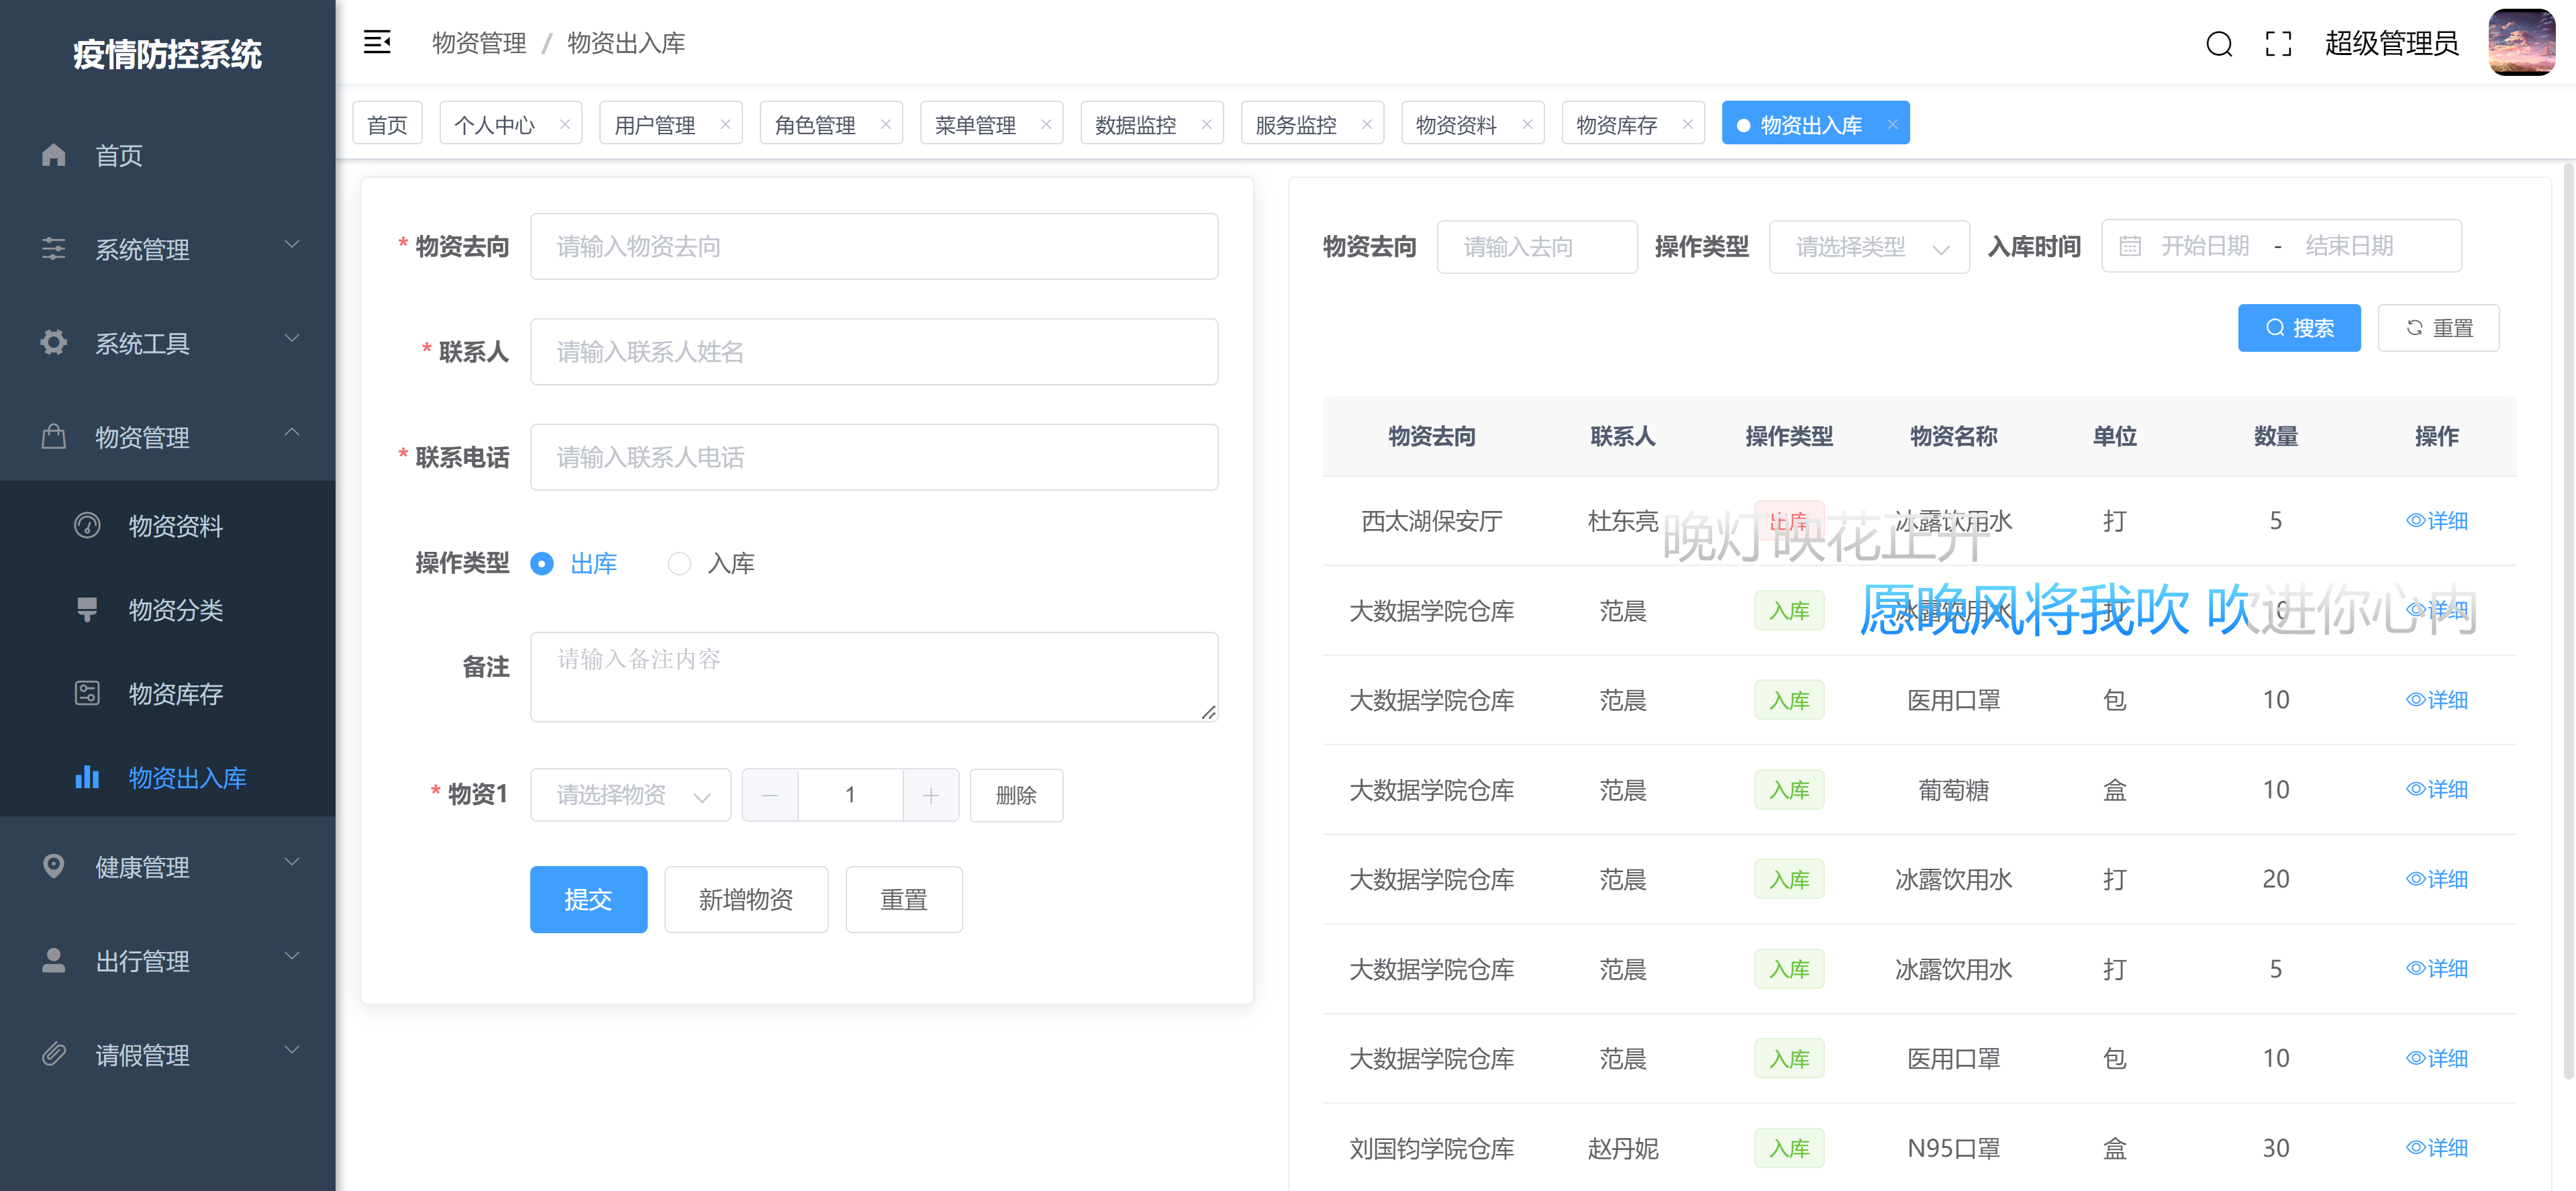 疫情防控系统
首页
系统管理
系统工具
物资管理
物资资料
物资分类
物资库存
物资出入库
健康管理
出行管理
请假管理
物资管理 / 物资出入库
超级管理员
首页 个人中心 用户管理 角色管理 菜单管理 数据监控 服务监控 物资资料 物资库存 物资出入库
* 物资去向 请输入物资去向
* 联系人 请输入联系人姓名
* 联系电话 请输入联系人电话
操作类型 出库 入库
备注 请输入备注内容
* 物资1 请选择物资 1 删除
提交 新增物资 重置
物资去向 请输入去向 操作类型 请选择类型 入库时间 开始日期 - 结束日期
搜索 重置
物资去向 联系人 操作类型 物资名称 单位 数量 操作
西太湖保安厅 杜东亮 出库 冰露饮用水 打 5 详细
晚灯映花正开
大数据学院仓库 范晨 入库 冰露饮用水 打 详细
愿晚风将我吹 吹进你心内
大数据学院仓库 范晨 入库 医用口罩 包 10 详细
大数据学院仓库 范晨 入库 葡萄糖 盒 10 详细
大数据学院仓库 范晨 入库 冰露饮用水 打 20 详细
大数据学院仓库 范晨 入库 冰露饮用水 打 5 详细
大数据学院仓库 范晨 入库 医用口罩 包 10 详细
刘国钧学院仓库 赵丹妮 入库 N95口罩 盒 30 详细